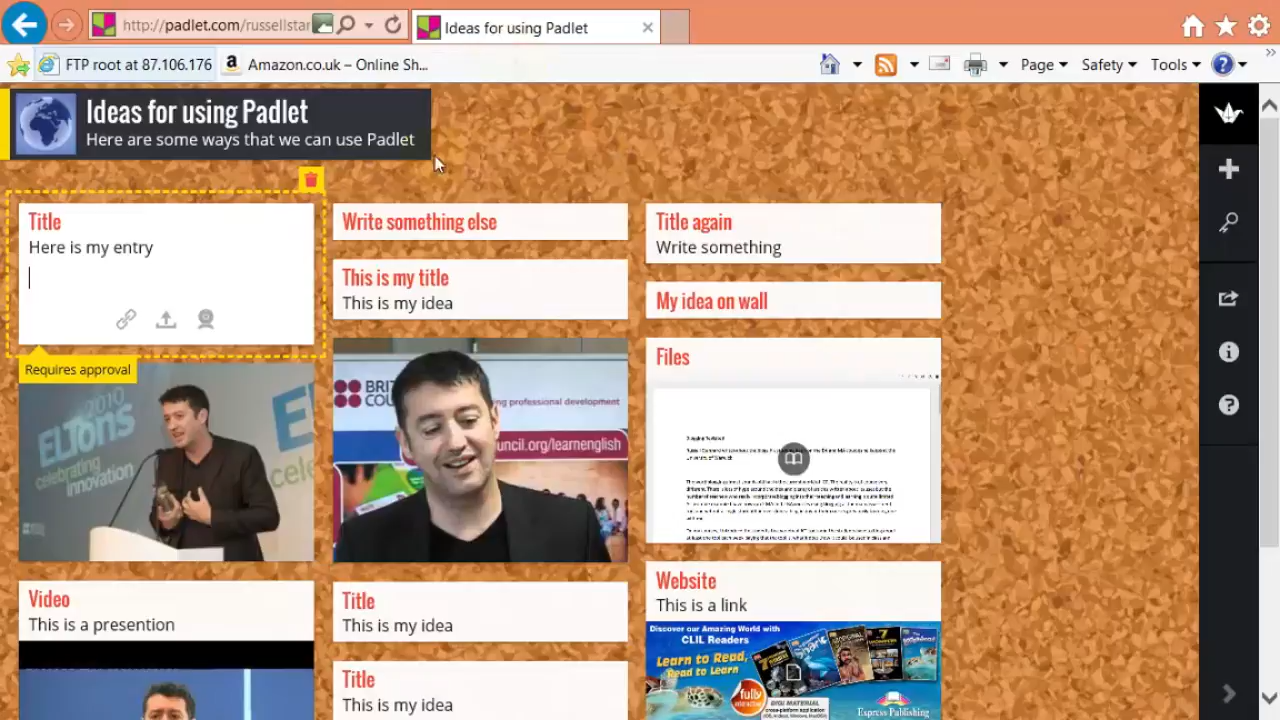 http://padlet.com/russellstar
Ideas for using Padlet
FTP root at 87.106.176
Amazon.co.uk – Online Sh...
Page
Safety
Tools
Ideas for using Padlet
Here are some ways that we can use Padlet
Title
Here is my entry
Requires approval
2010
ELTons
celebrating
innovation
Video
This is a presention
Write something else
This is my title
This is my idea
BRIT
COU
ing professional development
uncil.org/learnenglish
Title
This is my idea
Title
This is my idea
Title again
Write something
My idea on wall
Files
Website
This is a link
Discover our Amazing World with
CLIL Readers
Learn to Read,
Read to Learn
fully
interactive
DIGI MATERIAL
Express Publishing